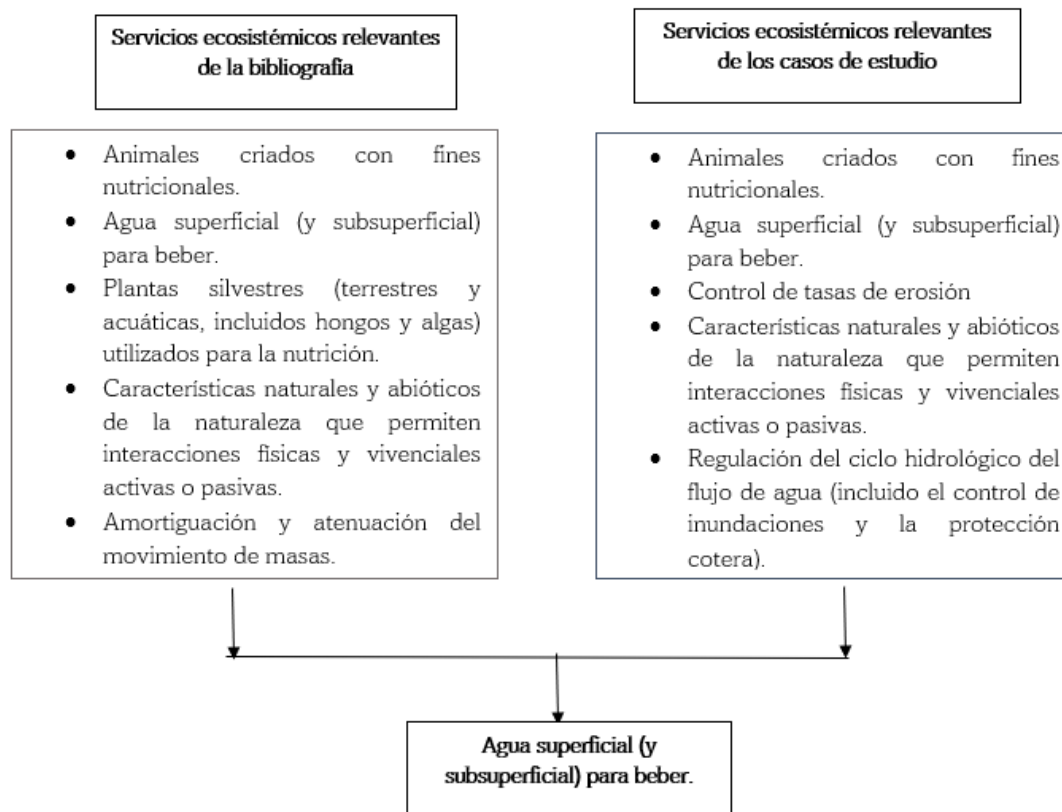 Servicios ecosistémicos relevantes
de la bibliografía
Servicios ecosistémicos relevantes
de los casos de estudio
• Animales criados con fines
nutricionales.
• Agua superficial (y subsuperficial)
para beber.
• Plantas silvestres (terrestres y
acuáticas, incluidos hongos y algas)
utilizados para la nutrición.
• Características naturales y abióticos
de la naturaleza que permiten
interacciones físicas y vivenciales
activas o pasivas.
• Amortiguación y atenuación del
movimiento de masas.
• Animales criados con fines
nutricionales.
• Agua superficial (y subsuperficial)
para beber.
• Control de tasas de erosión
• Características naturales y abióticos
de la naturaleza que permiten
interacciones físicas y vivenciales
activas o pasivas.
• Regulación del ciclo hidrológico del
flujo de agua (incluido el control de
inundaciones y la protección
cotera).
Agua superficial (y
subsuperficial) para beber.